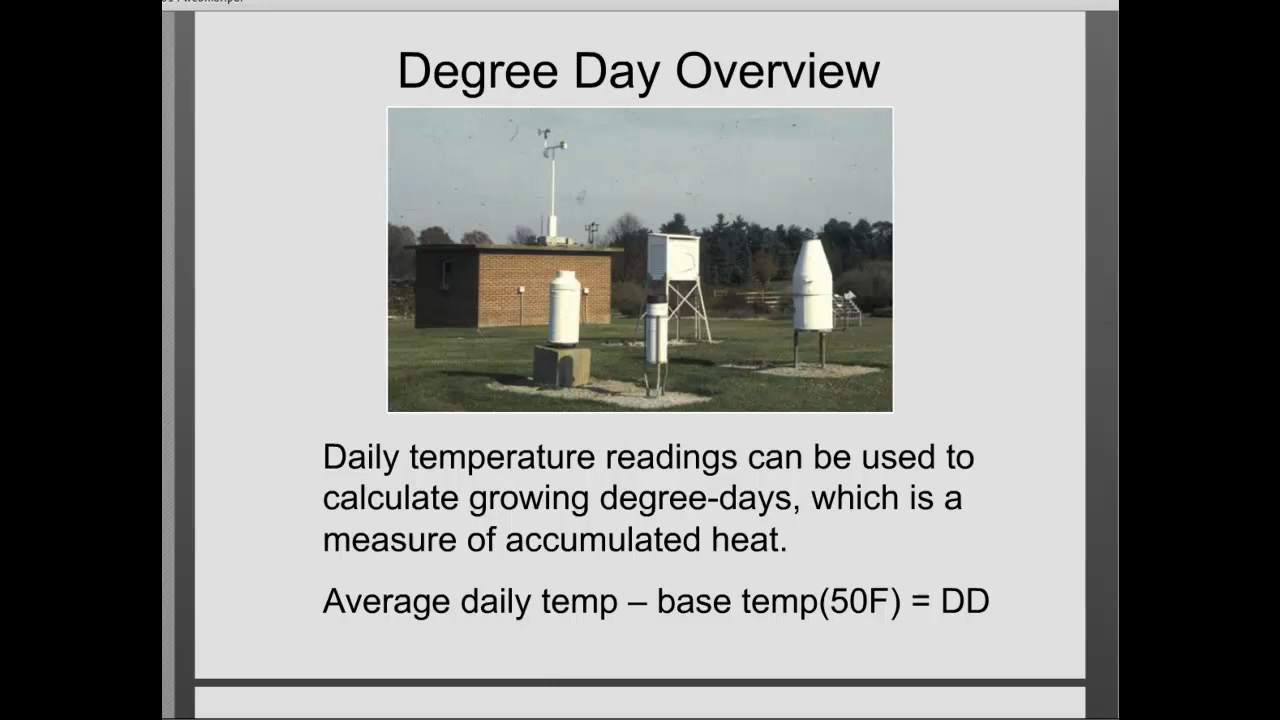 Degree Day Overview
Daily temperature readings can be used to
calculate growing degree-days, which is a
measure of accumulated heat.
Average daily temp – base temp(50F) = DD